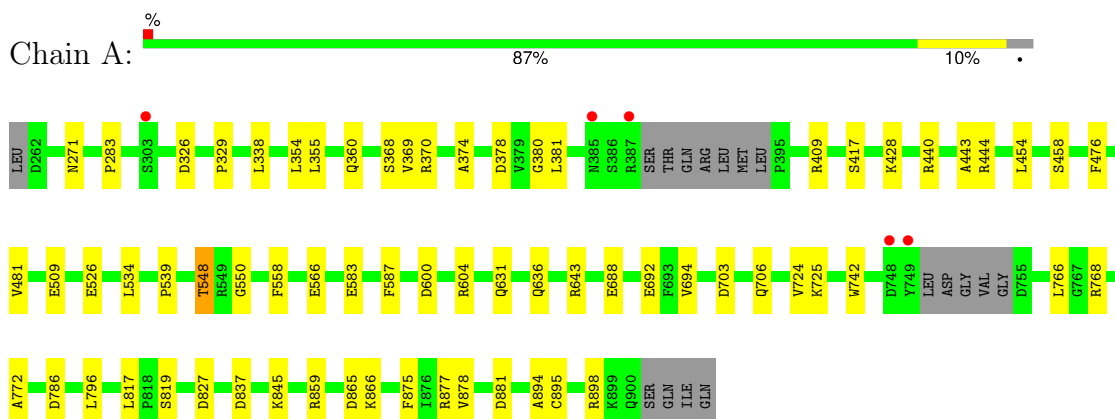 %
Chain A:
87% 10% •
LEU D262 N271 P283 S303 D326 P329 L338 L354 L355 Q360 S368 V369 R370 A374 D378 V379 G380 L381 N385 S386 R387 SER THR GLN ARG LEU MET LEU P395 R409 S417 K428 R440 A443 R444 L454 S458 F476
V481 E509 E526 L534 P539 T548 R549 G550 F558 E566 E583 F587 D600 R604 Q631 Q636 R643 E688 E692 F693 V694 D703 Q706 V724 K725 W742 D748 Y749 LEU ASP GLY VAL GLY D755 L766 G767 R768
A772 D786 L796 L817 P818 S819 D827 D837 K845 R859 D865 K866 F875 I876 R877 V878 D881 A894 C895 R898 K899 Q900 SER GLN ILE GLN